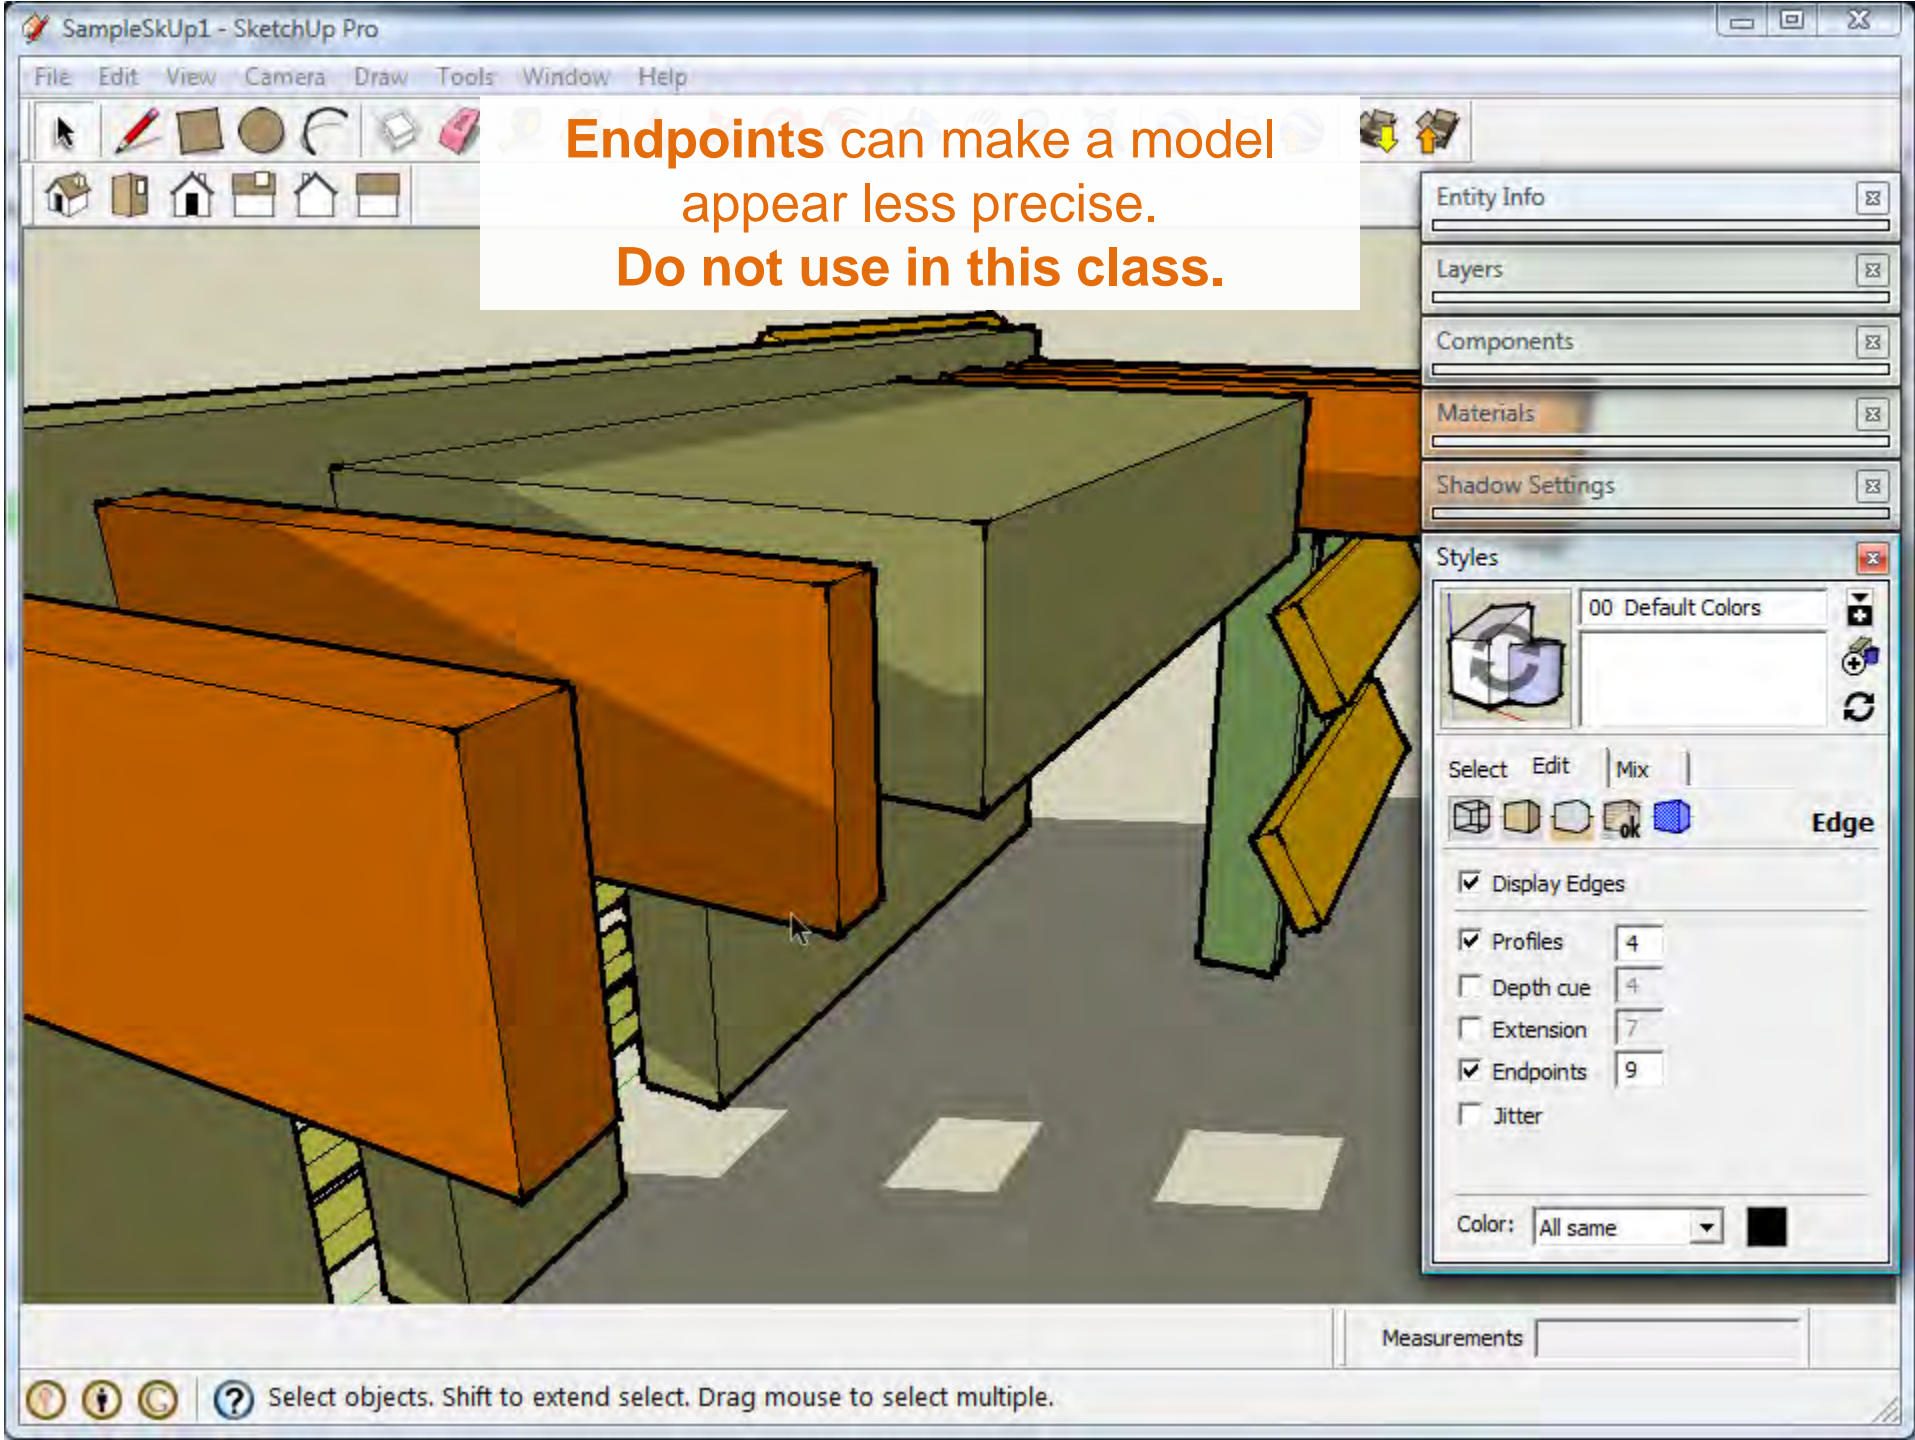 SampleSkUp1 - SketchUp Pro
File Edit View Camera Draw Tools Window Help
Endpoints can make a model
appear less precise.
Do not use in this class.
Entity Info
Layers
Components
Materials
Shadow Settings
Styles
00 Default Colors
Select Edit Mix
ok
Edge
Display Edges
Profiles 4
Depth cue 4
Extension 7
Endpoints 9
Jitter
Color: All same
Measurements
Select objects. Shift to extend select. Drag mouse to select multiple.